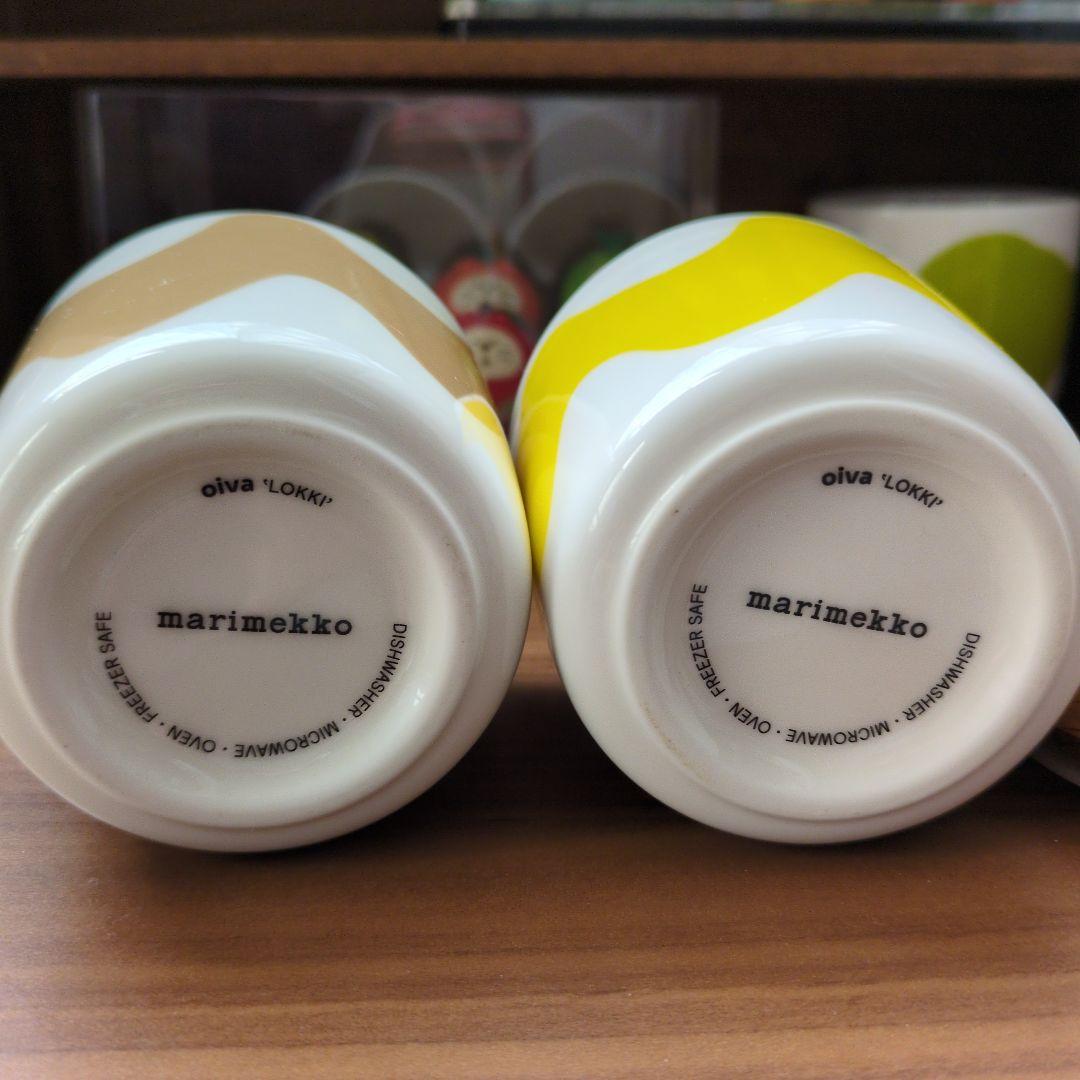 oiva 'LOKKI'
marimekko
DISHWASHER · MICROWAVE · OVEN · FREEZER SAFE
oiva 'LOKKI'
marimekko
DISHWASHER · MICROWAVE · OVEN · FREEZER SAFE